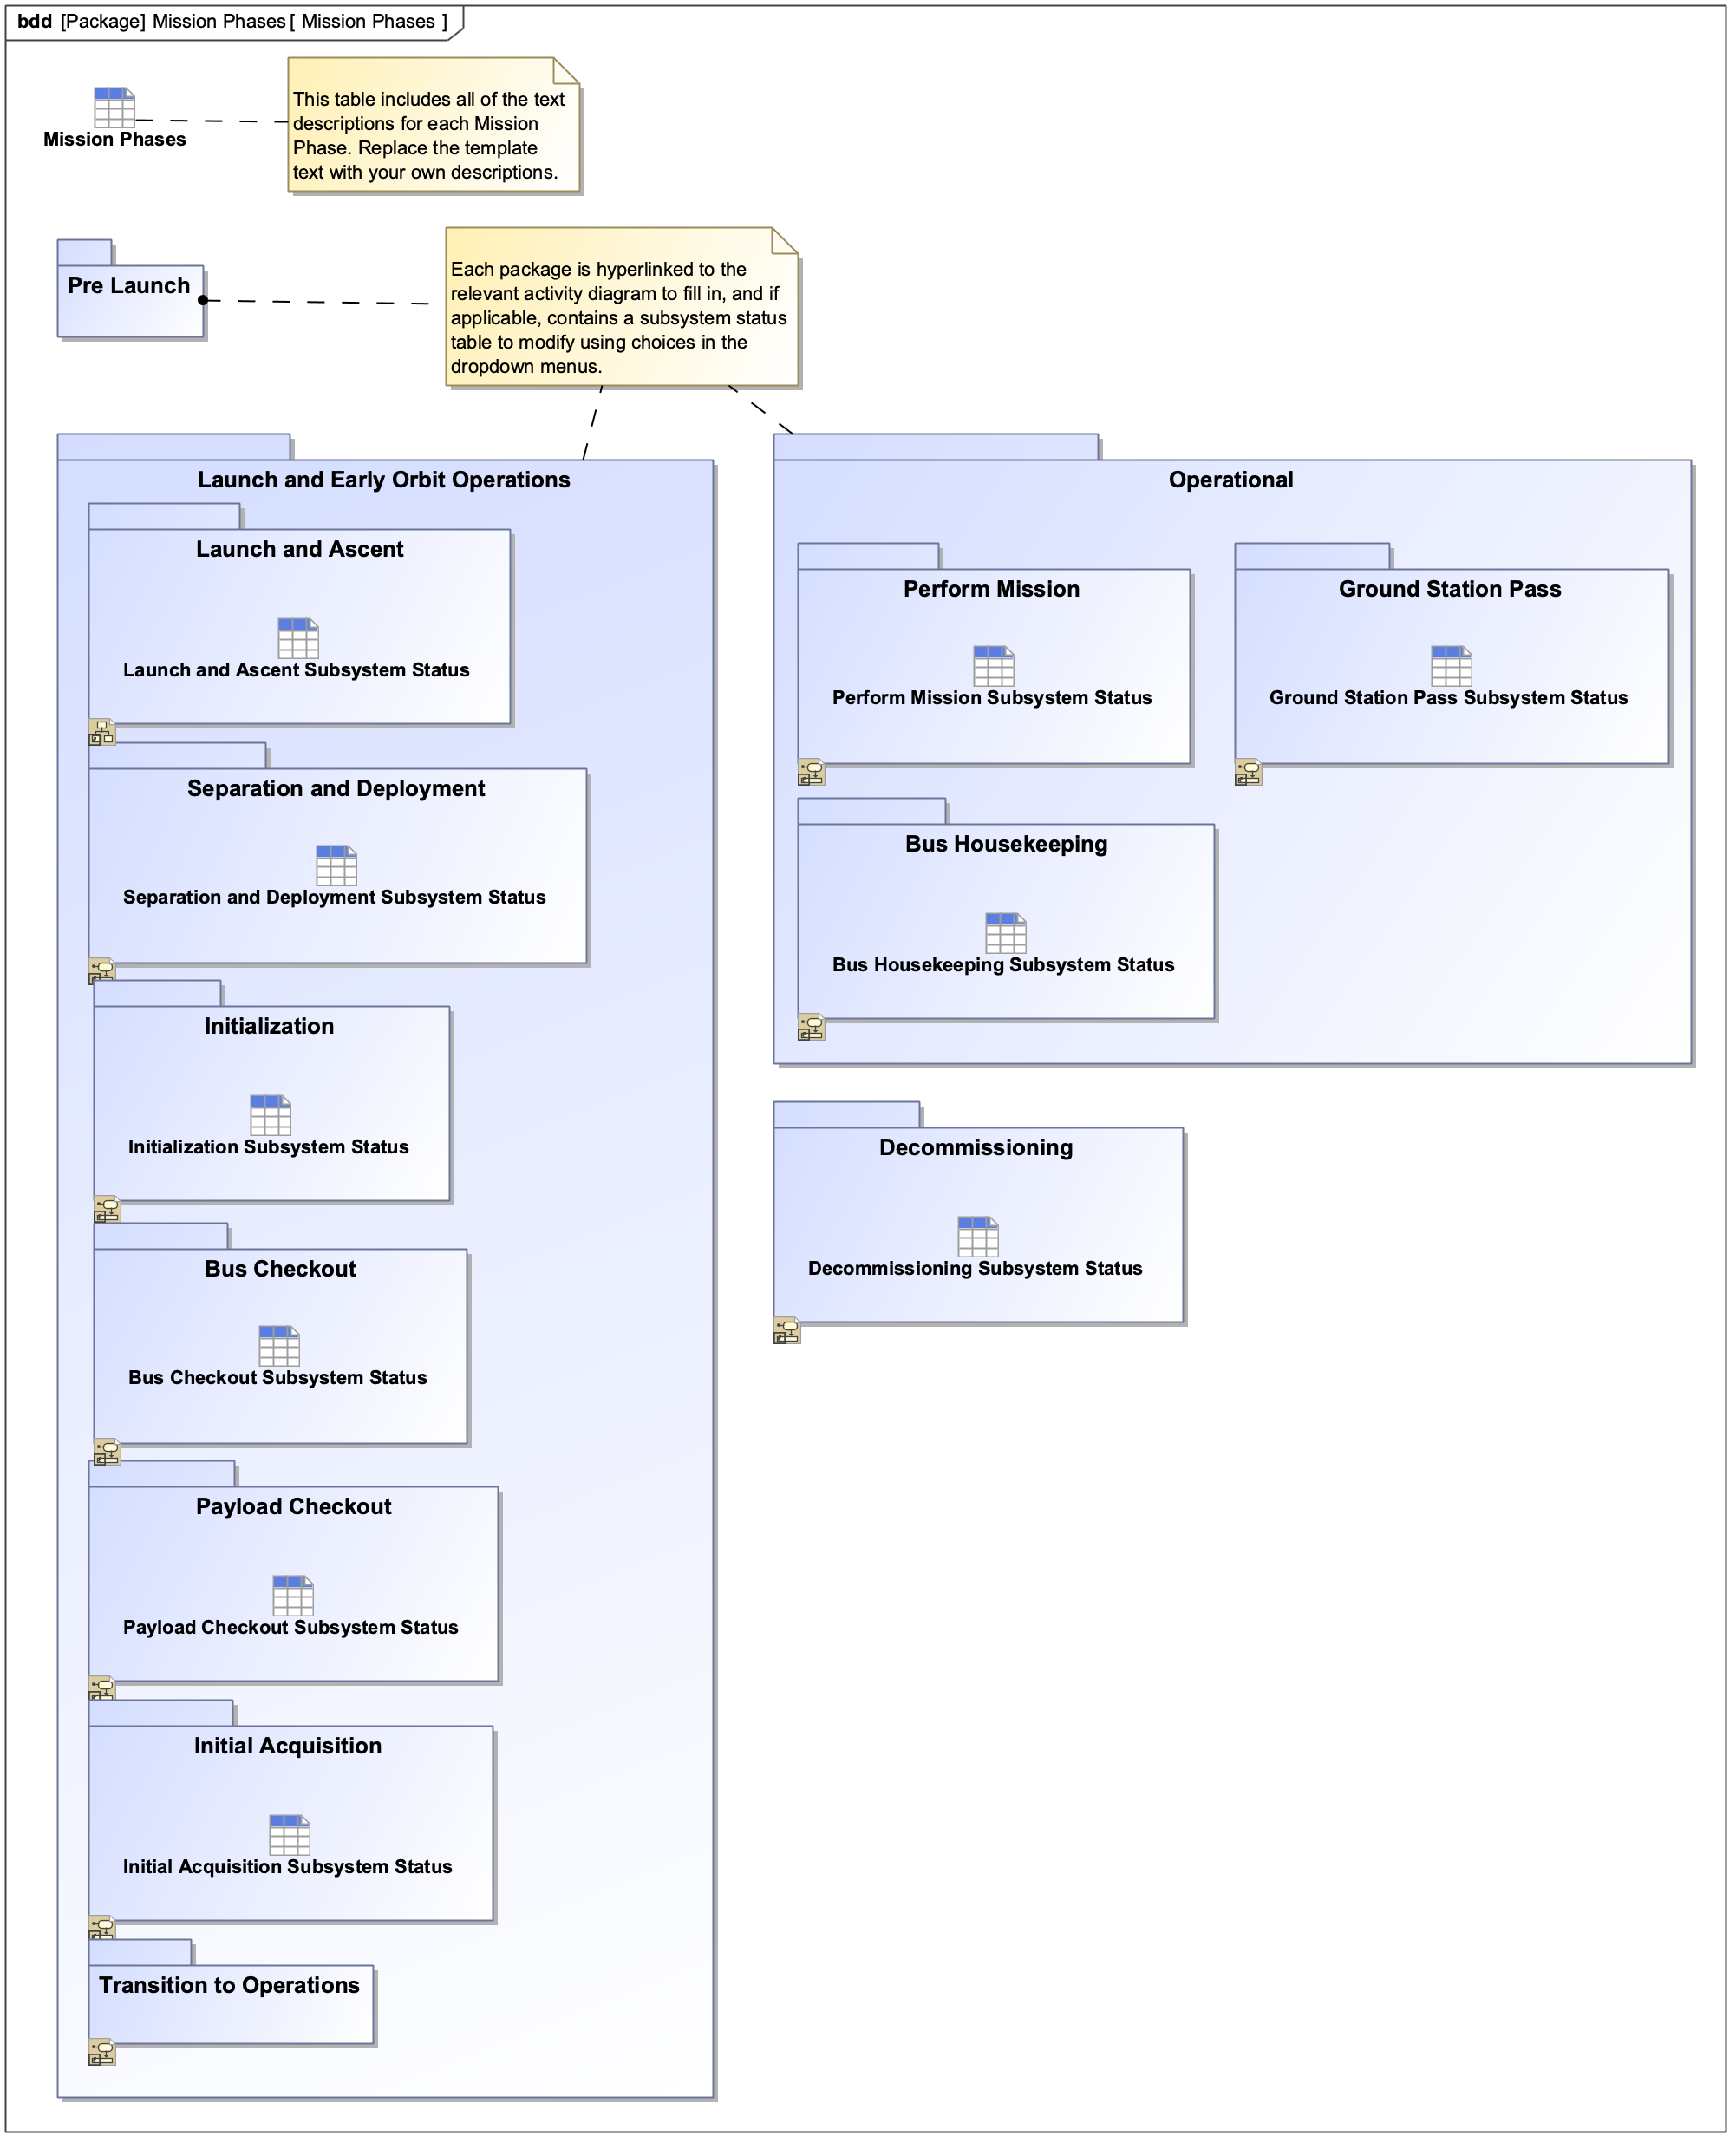 bdd [Package] Mission Phases [ Mission Phases ]
Mission Phases
This table includes all of the text
descriptions for each Mission
Phase. Replace the template
text with your own descriptions.
Pre Launch
Each package is hyperlinked to the
relevant activity diagram to fill in, and if
applicable, contains a subsystem status
table to modify using choices in the
dropdown menus.
Launch and Early Orbit Operations
Launch and Ascent
Launch and Ascent Subsystem Status
Separation and Deployment
Separation and Deployment Subsystem Status
Initialization
Initialization Subsystem Status
Bus Checkout
Bus Checkout Subsystem Status
Payload Checkout
Payload Checkout Subsystem Status
Initial Acquisition
Initial Acquisition Subsystem Status
Transition to Operations
Operational
Perform Mission
Perform Mission Subsystem Status
Ground Station Pass
Ground Station Pass Subsystem Status
Bus Housekeeping
Bus Housekeeping Subsystem Status
Decommissioning
Decommissioning Subsystem Status